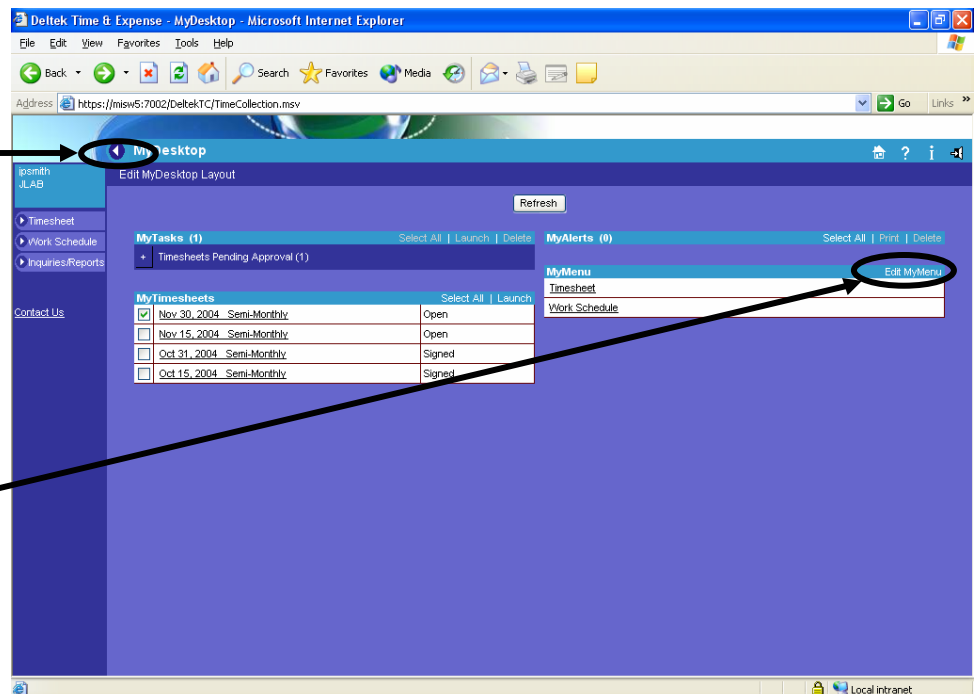 Deltek Time & Expense - MyDesktop - Microsoft Internet Explorer
File Edit View Favorites Tools Help
Back Search Favorites Media
Address https://misw5:7002/DeltekTC/TimeCollection.msv Go Links »
MyDesktop ? i
jpsmith
JLAB
Edit MyDesktop Layout
Refresh
Timesheet
Work Schedule
Inquiries/Reports
Contact Us
MyTasks (1) Select All | Launch | Delete
+ Timesheets Pending Approval (1)
MyTimesheets Select All | Launch
Nov 30, 2004 Semi-Monthly Open
Nov 15, 2004 Semi-Monthly Open
Oct 31, 2004 Semi-Monthly Signed
Oct 15, 2004 Semi-Monthly Signed
MyAlerts (0) Select All | Print | Delete
MyMenu Edit MyMenu
Timesheet
Work Schedule
Local intranet